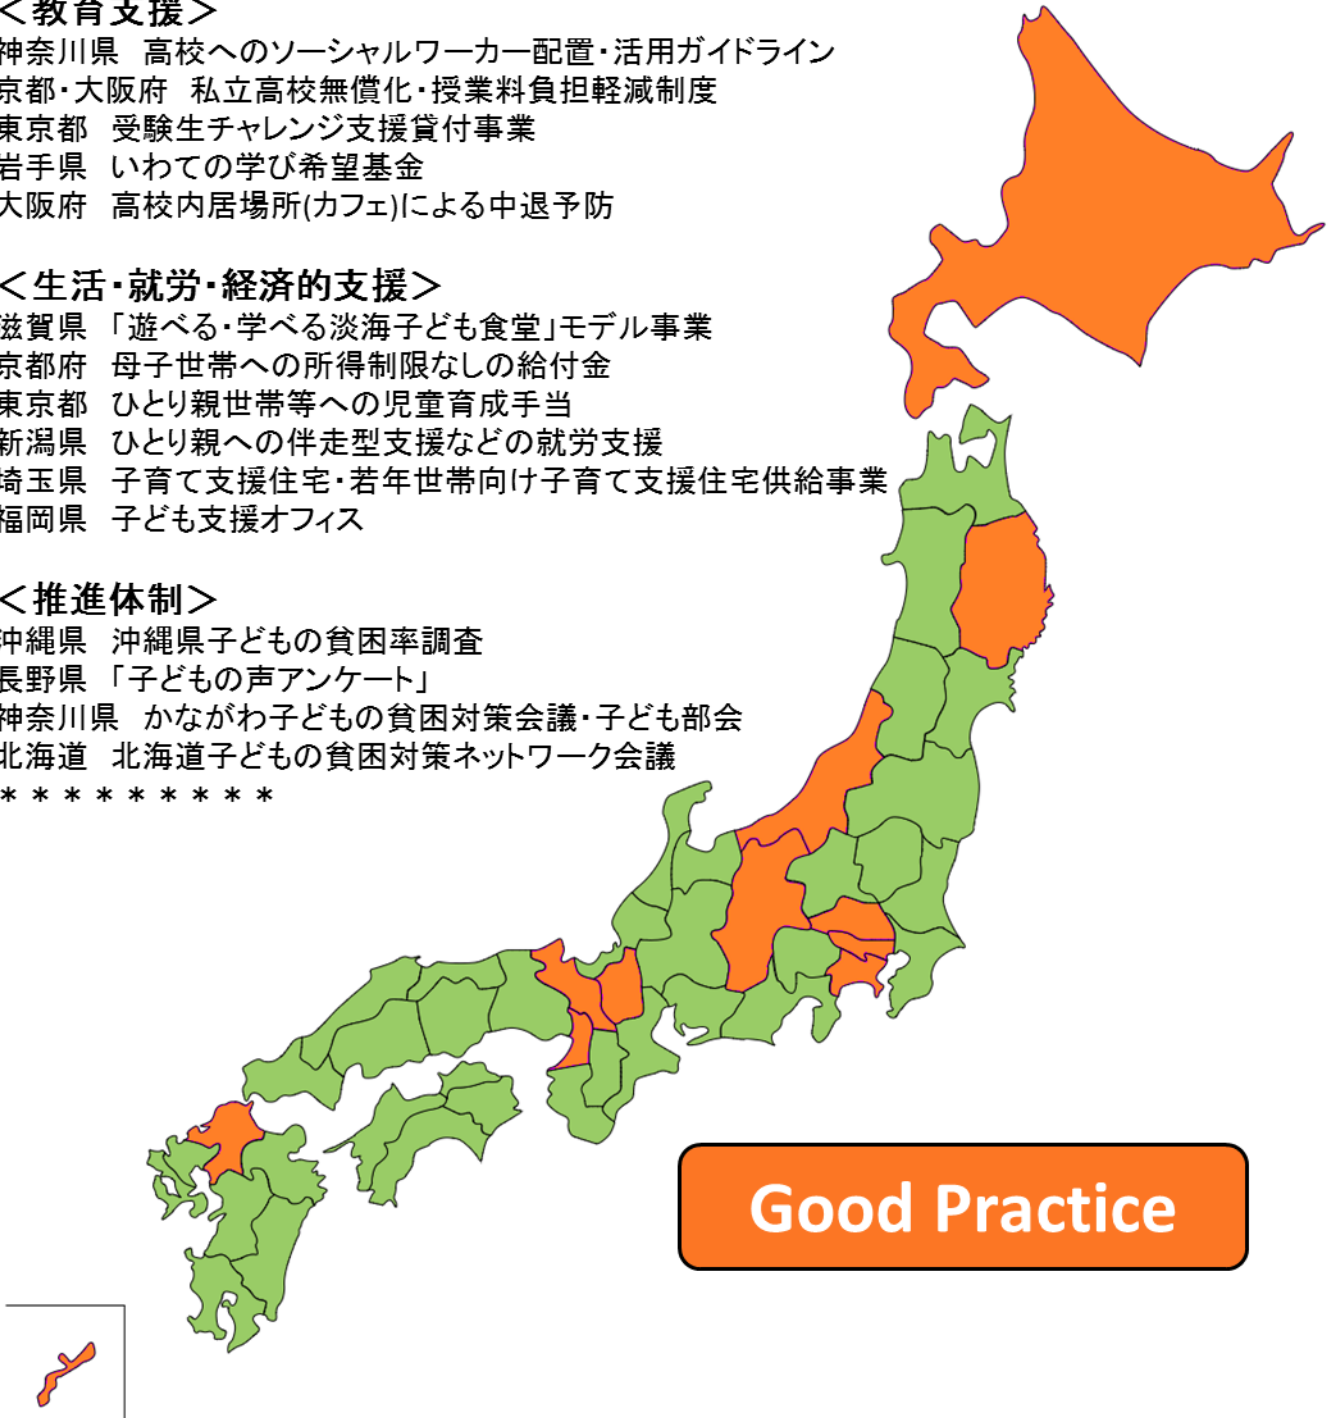 ＜教育支援＞
神奈川県　高校へのソーシャルワーカー配置・活用ガイドライン
京都・大阪府　私立高校無償化・授業料負担軽減制度
東京都　受験生チャレンジ支援貸付事業
岩手県　いわての学び希望基金
大阪府　高校内居場所(カフェ)による中退予防
＜生活・就労・経済的支援＞
滋賀県　「遊べる・学べる淡海子ども食堂」モデル事業
京都府　母子世帯への所得制限なしの給付金
東京都　ひとり親世帯等への児童育成手当
新潟県　ひとり親への伴走型支援などの就労支援
埼玉県　子育て支援住宅・若年世帯向け子育て支援住宅供給事業
福岡県　子ども支援オフィス
＜推進体制＞
沖縄県　沖縄県子どもの貧困率調査
長野県　「子どもの声アンケート」
神奈川県　かながわ子どもの貧困対策会議・子ども部会
北海道　北海道子どもの貧困対策ネットワーク会議
＊＊＊＊＊＊＊＊＊
Good Practice